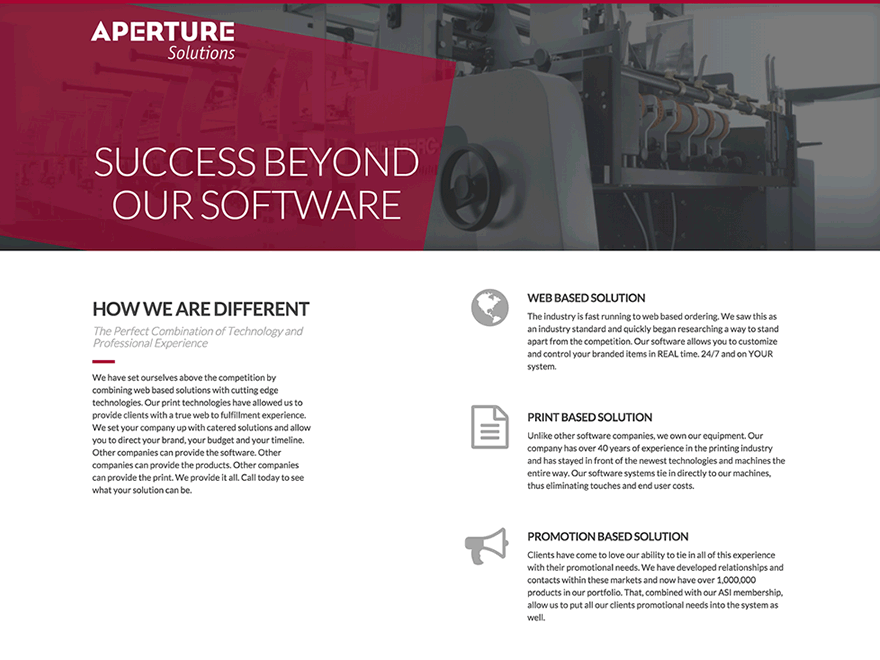 APERTURE
Solutions
SUCCESS BEYOND
OUR SOFTWARE
HOW WE ARE DIFFERENT
The Perfect Combination of Technology and
Professional Experience
We have set ourselves above the competition by
combining web based solutions with cutting edge
technologies. Our print technologies have allowed us to
provide clients with a true web to fulfillment experience.
We set your company up with catered solutions and allow
you to direct your brand, your budget and your timeline.
Other companies can provide the software. Other
companies can provide the products. Other companies
can provide the print. We provide it all. Call today to see
what your solution can be.
WEB BASED SOLUTION
The industry is fast running to web based ordering. We saw this as
an industry standard and quickly began researching a way to stand
apart from the competition. Our software allows you to customize
and control your branded items in REAL time. 24/7 and on YOUR
system.
PRINT BASED SOLUTION
Unlike other software companies, we own our equipment. Our
company has over 40 years of experience in the printing industry
and has stayed in front of the newest technologies and machines the
entire way. Our software systems tie in directly to our machines,
thus eliminating touches and end user costs.
PROMOTION BASED SOLUTION
Clients have come to love our ability to tie in all of this experience
with their promotional needs. We have developed relationships and
contacts within these markets and now have over 1,000,000
products in our portfolio. That, combined with our ASI membership,
allow us to put all our clients promotional needs into the system as
well.